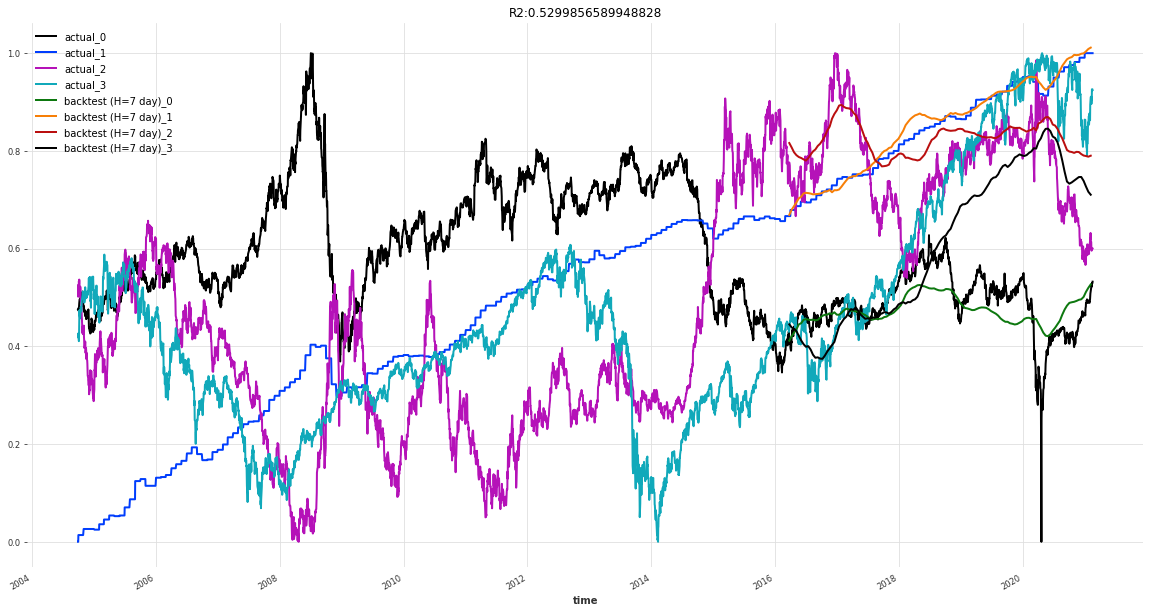 R2:0.5299856589948828
actual_0
actual_1
actual_2
actual_3
backtest (H=7 day)_0
backtest (H=7 day)_1
backtest (H=7 day)_2
backtest (H=7 day)_3
1.0
0.8
0.6
0.4
0.2
0.0
2004 2006 2008 2010 2012 2014 2016 2018 2020
time